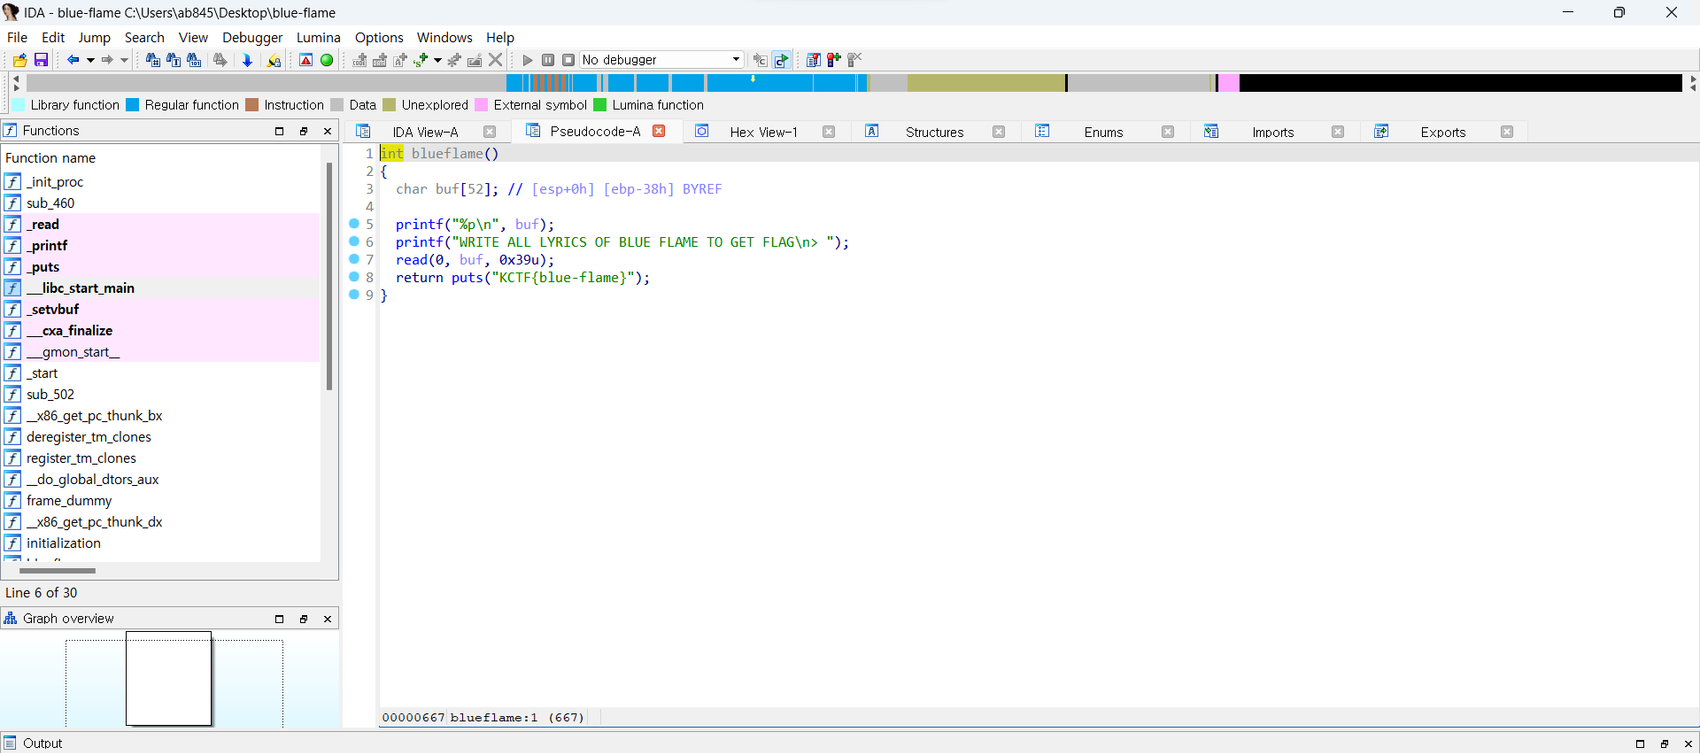 IDA - blue-flame C:\Users\ab845\Desktop\blue-flame
File Edit Jump Search View Debugger Lumina Options Windows Help
No debugger
Library function Regular function Instruction Data Unexplored External symbol Lumina function
Functions
Function name
_init_proc
sub_460
_read
_printf
_puts
__libc_start_main
_setvbuf
__cxa_finalize
__gmon_start__
_start
sub_502
__x86_get_pc_thunk_bx
deregister_tm_clones
register_tm_clones
__do_global_dtors_aux
frame_dummy
__x86_get_pc_thunk_dx
initialization
Line 6 of 30
Graph overview
IDA View-A Pseudocode-A Hex View-1 Structures Enums Imports Exports
1 int blueflame()
2 {
3 char buf[52]; // [esp+0h] [ebp-38h] BYREF
4
5 printf("%p\n", buf);
6 printf("WRITE ALL LYRICS OF BLUE FLAME TO GET FLAG\n> ");
7 read(0, buf, 0x39u);
8 return puts("KCTF{blue-flame}");
9 }
00000667 blueflame:1 (667)
Output